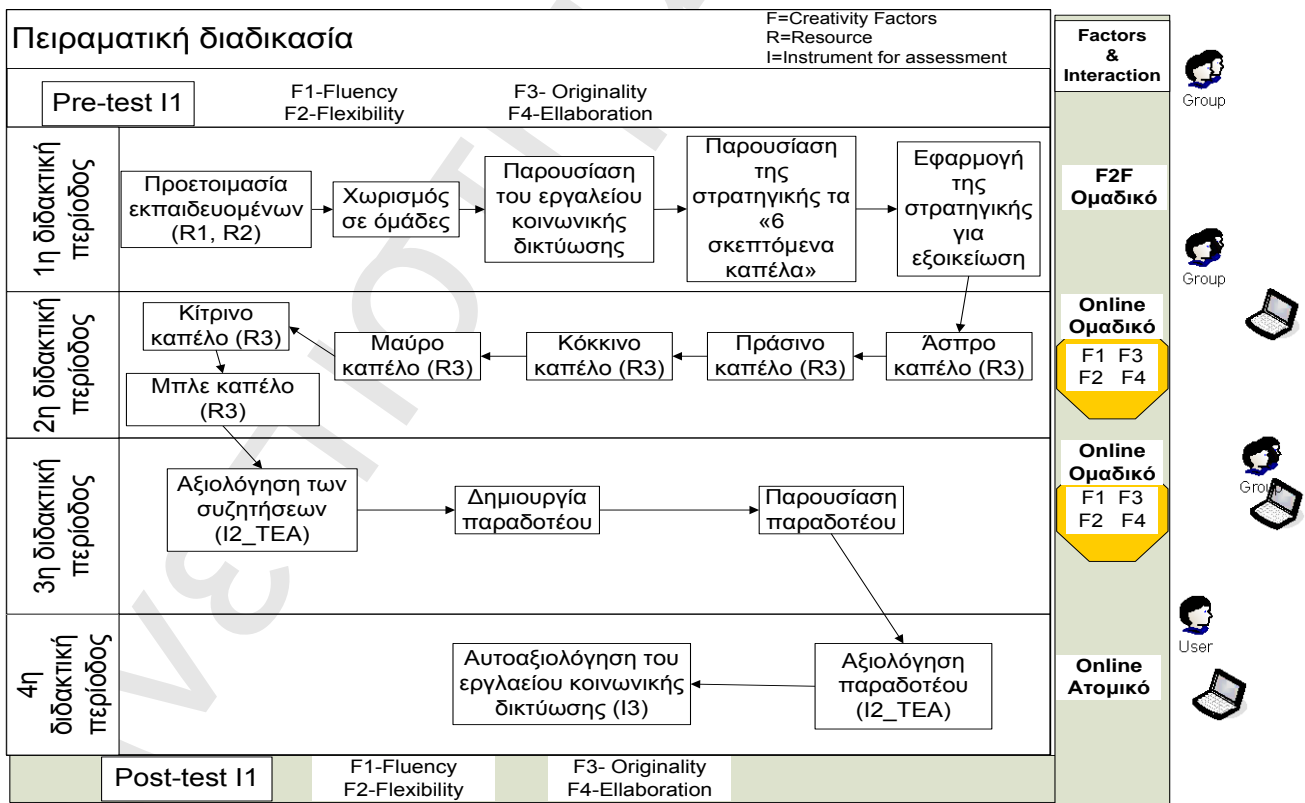 Πειραματική διαδικασία
F=Creativity Factors
R=Resource
I=Instrument for assessment
Factors
&
Interaction
Group
Pre-test I1
F1-Fluency
F2-Flexibility
F3- Originality
F4-Ellaboration
1η διδακτική
περίοδος
Προετοιμασία
εκπαιδευομένων
(R1, R2)
Χωρισμός
σε όμάδες
Παρουσίαση
του εργαλείου
κοινωνικής
δικτύωσης
Παρουσίαση
της
στρατηγικής τα
«6
σκεπτόμενα
καπέλα»
Εφαρμογή
της
στρατηγικής
για
εξοικείωση
F2F
Ομαδικό
Group
2η διδακτική
περίοδος
Κίτρινο
καπέλο (R3)
Μπλε καπέλο
(R3)
Μαύρο
καπέλο (R3)
Κόκκινο
καπέλο (R3)
Πράσινο
καπέλο (R3)
Άσπρο
καπέλο (R3)
Online
Ομαδικό
F1 F3
F2 F4
3η διδακτική
περίοδος
Αξιολόγηση των
συζητήσεων
(I2_TEA)
Δημιουργία
παραδοτέου
Παρουσίαση
παραδοτέου
Online
Ομαδικό
F1 F3
F2 F4
Group
4η
διδακτική
περίοδος
Αυτοαξιολόγηση του
εργλαείου κοινωνικής
δικτύωσης (I3)
Αξιολόγηση
παραδοτέου
(I2_TEA)
Online
Ατομικό
User
Post-test I1
F1-Fluency
F2-Flexibility
F3- Originality
F4-Ellaboration